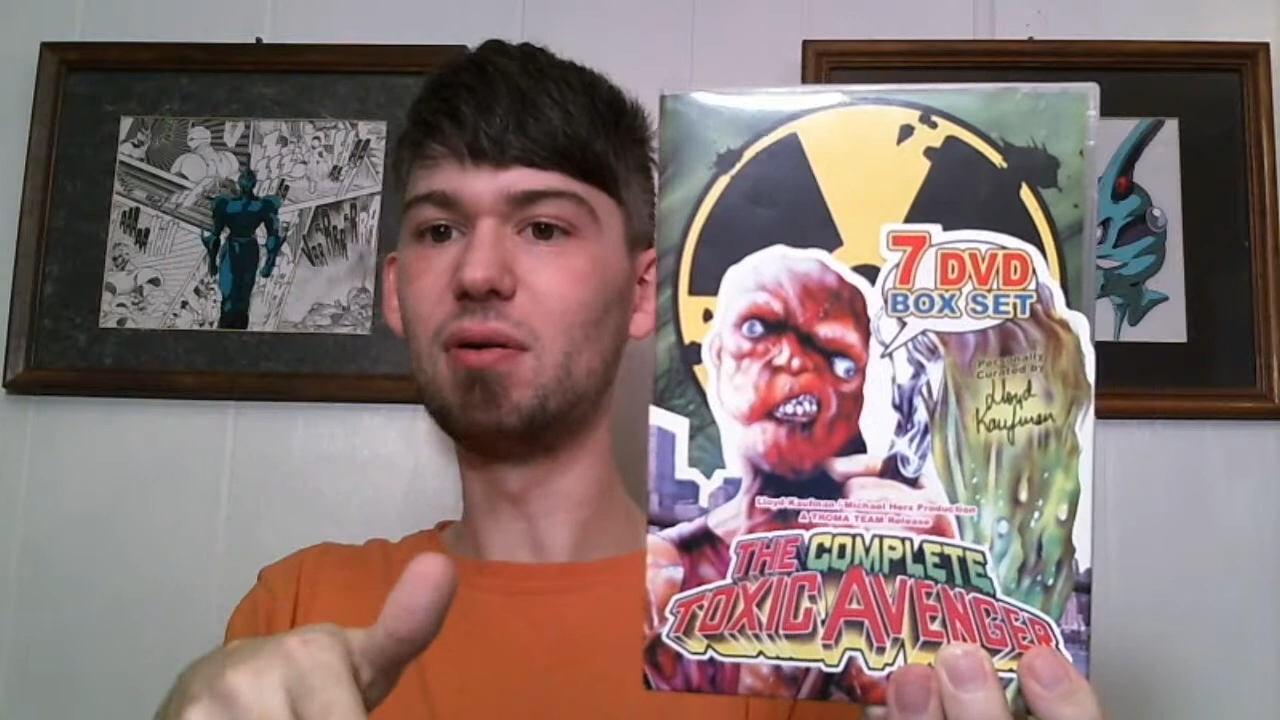 7 DVD
BOX SET
Personally
Curated by
Lloyd
Kaufman
Lloyd Kaufman / Michael Herz Production
A TROMA TEAM Release
THE COMPLETE
TOXIC AVENGER